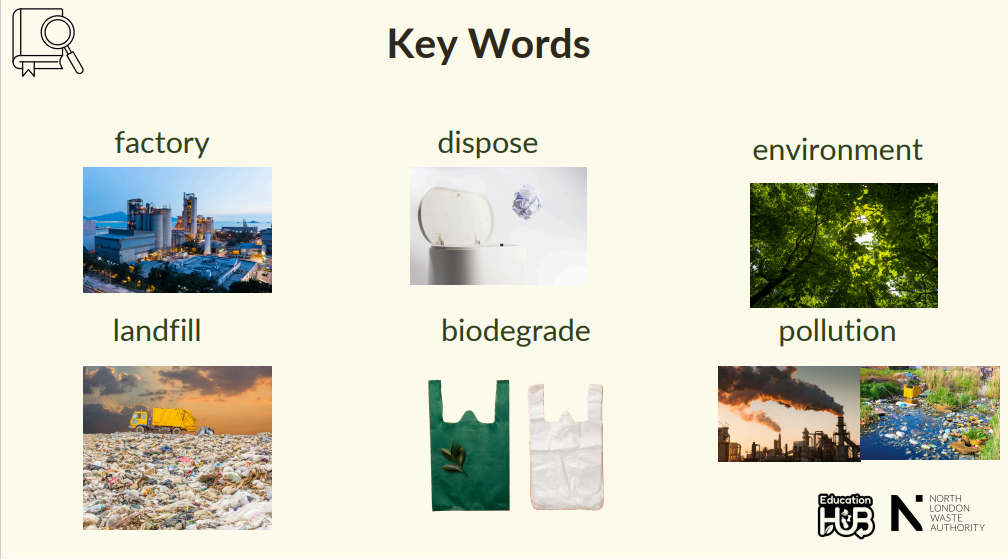 Key Words
factory
dispose
environment
landfill
biodegrade
pollution
Education
HUB
NORTH
LONDON
WASTE
AUTHORITY